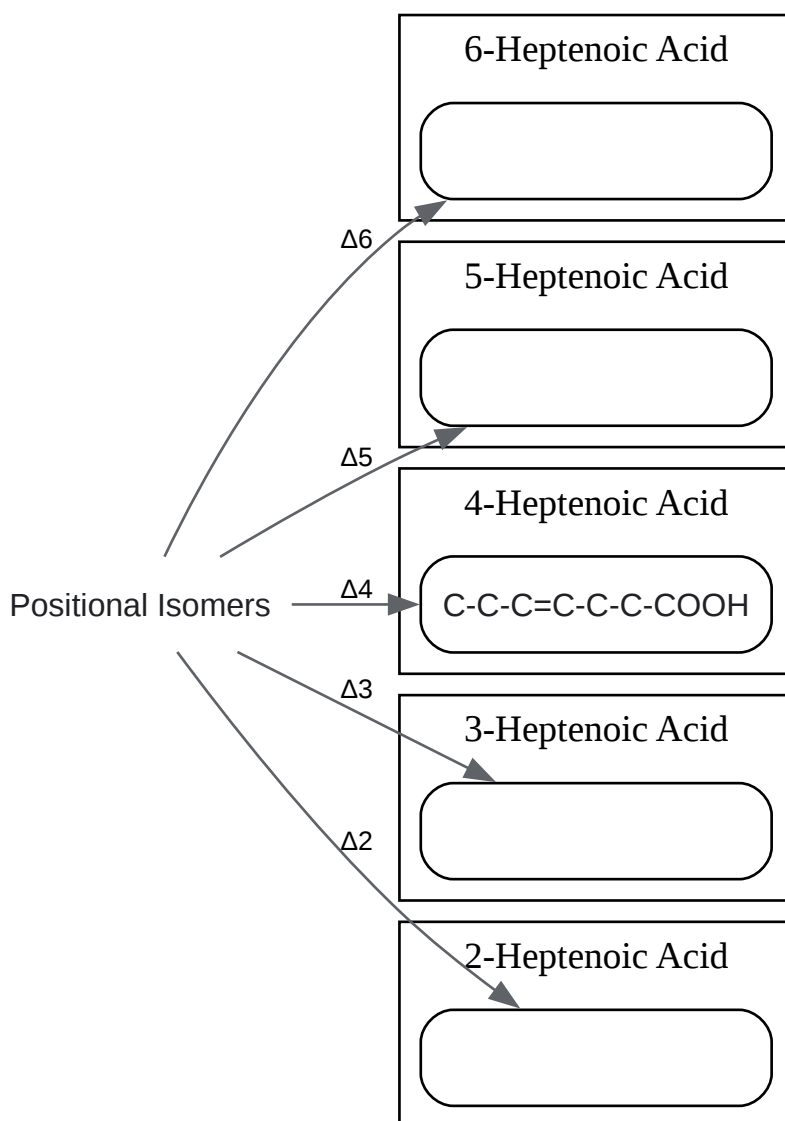 6-Heptenoic Acid
Δ6
5-Heptenoic Acid
Δ5
4-Heptenoic Acid
Positional Isomers
Δ4
C-C-C=C-C-C-COOH
Δ3
3-Heptenoic Acid
Δ2
2-Heptenoic Acid